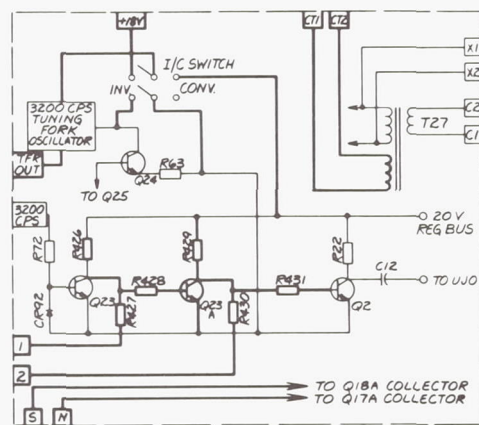 +18V
CT1 CT2
I/C SWITCH
X1
INV. CONV.
X2
3200 CPS
TUNING
FORK
OSCILLATOR
C2
T27
C1
TFR
OUT
Q24
R63
TO Q25
3200
CPS
20 V
REG BUS
R72
R426
R429
R22
C12
TO UJO
R428
R431
Q23
Q23
A
Q2
CR92
R427
R430
1
2
TO Q18A COLLECTOR
TO Q17A COLLECTOR
S N